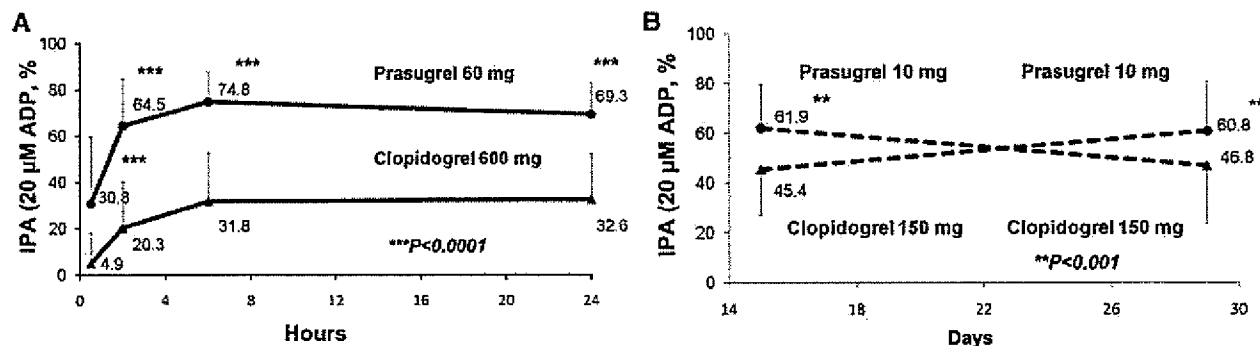 A
IPA (20 µM ADP, %
100
80
60
40
20
0
0 4 8 12 16 20 24
Hours
***
***
***
***
64.5
74.8
69.3
30.8
Prasugrel 60 mg
Clopidogrel 600 mg
4.9
20.3
31.8
32.6
***P<0.0001
B
IPA (20 µM ADP, %
100
80
60
40
20
0
14 18 22 26 30
Days
Prasugrel 10 mg
Prasugrel 10 mg
**
**
61.9
60.8
45.4
46.8
Clopidogrel 150 mg
Clopidogrel 150 mg
**P<0.001